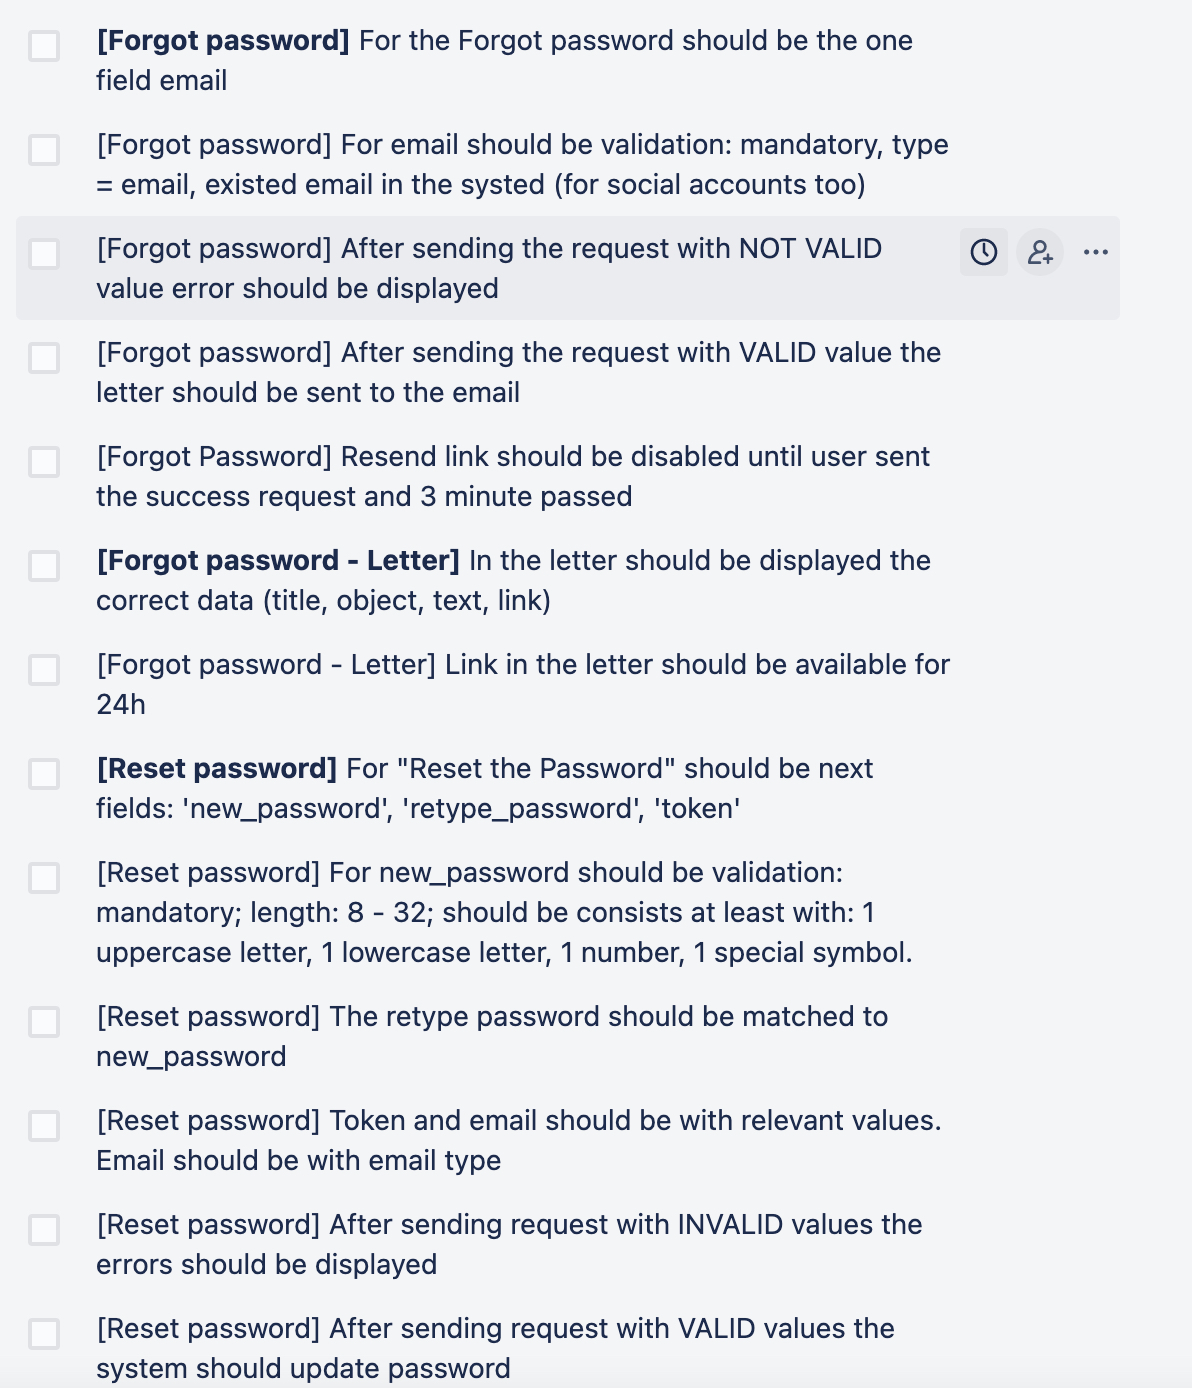 [Forgot password] For the Forgot password should be the one
field email
[Forgot password] For email should be validation: mandatory, type
= email, existed email in the systed (for social accounts too)
[Forgot password] After sending the request with NOT VALID
value error should be displayed
[Forgot password] After sending the request with VALID value the
letter should be sent to the email
[Forgot Password] Resend link should be disabled until user sent
the success request and 3 minute passed
[Forgot password - Letter] In the letter should be displayed the
correct data (title, object, text, link)
[Forgot password - Letter] Link in the letter should be available for
24h
[Reset password] For "Reset the Password" should be next
fields: 'new_password', 'retype_password', 'token'
[Reset password] For new_password should be validation:
mandatory; length: 8 - 32; should be consists at least with: 1
uppercase letter, 1 lowercase letter, 1 number, 1 special symbol.
[Reset password] The retype password should be matched to
new_password
[Reset password] Token and email should be with relevant values.
Email should be with email type
[Reset password] After sending request with INVALID values the
errors should be displayed
[Reset password] After sending request with VALID values the
system should update password